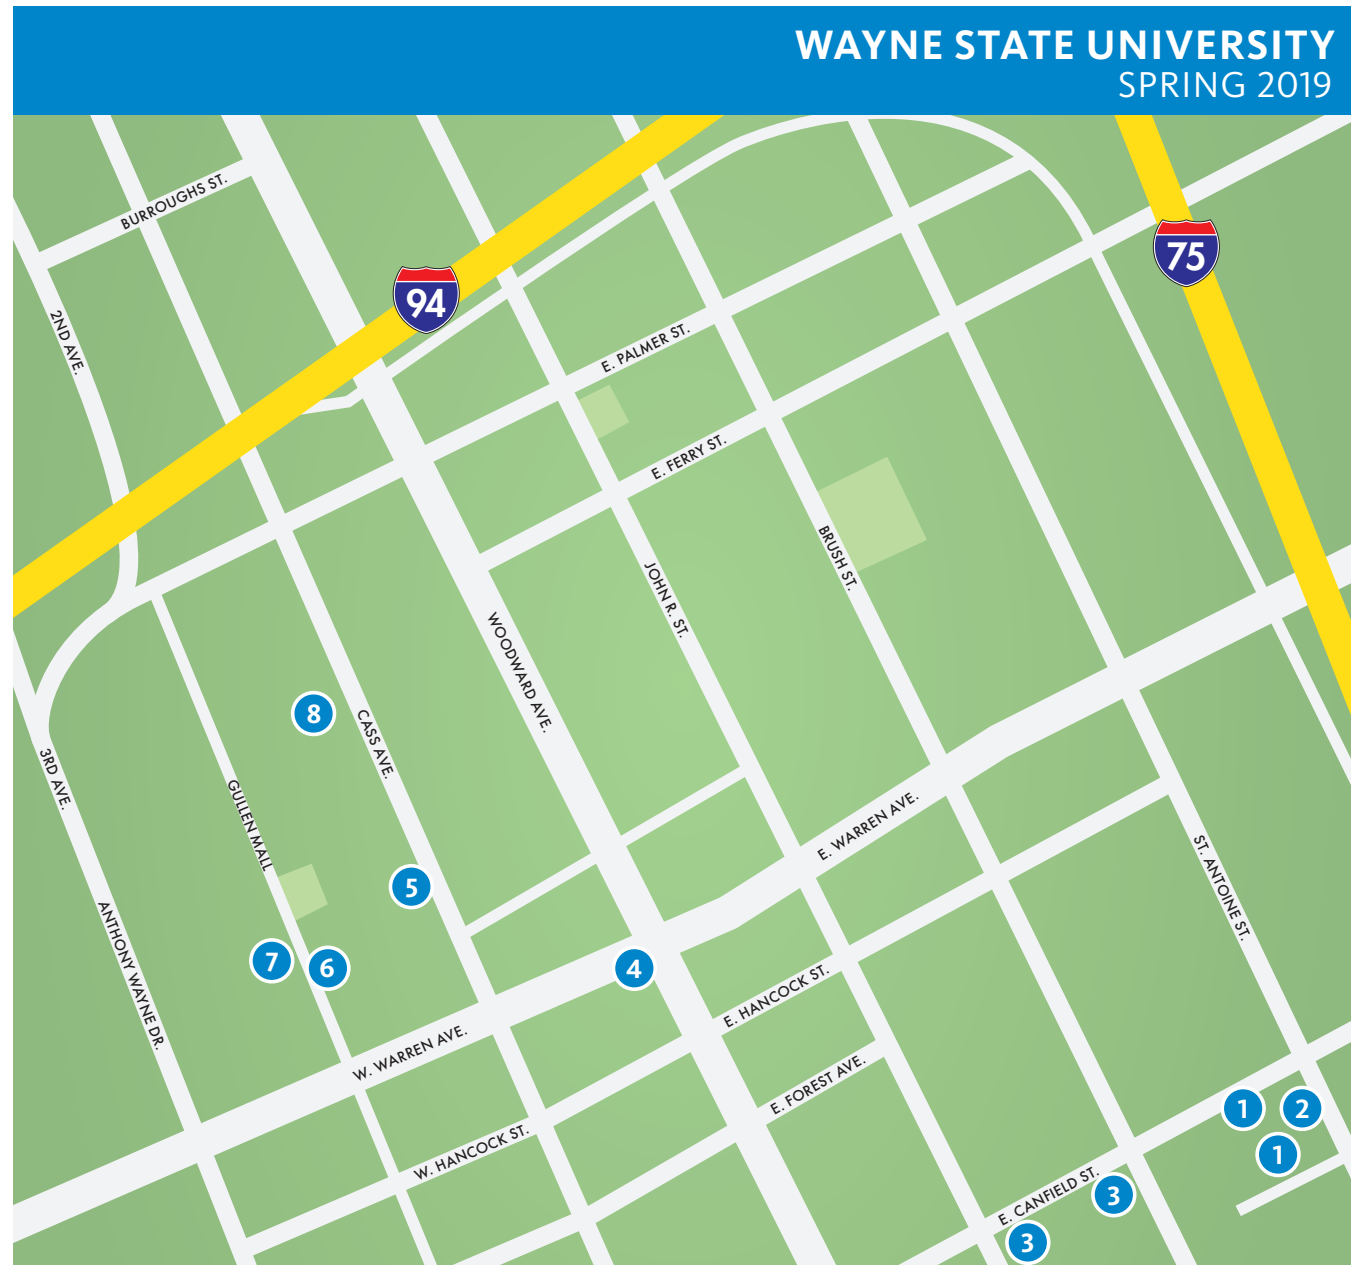 WAYNE STATE UNIVERSITY
SPRING 2019
BURROUGHS ST.
75
94
2ND AVE.
E. PALMER ST.
E. FERRY ST.
BRUSH ST.
JOHN R. ST.
WOODWARD AVE.
8
CASS AVE.
3RD AVE.
GULLEN MALL
E. WARREN AVE.
ST. ANTOINE ST.
5
ANTHONY WAYNE DR.
7
6
4
E. HANCOCK ST.
W. WARREN AVE.
E. FOREST AVE.
1
2
W. HANCOCK ST.
1
E. CANFIELD ST.
3
3